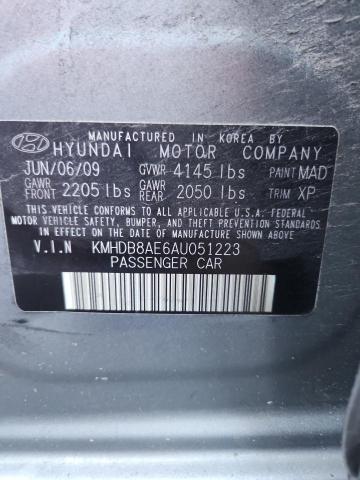 MANUFACTURED IN KOREA BY
HYUNDAI MOTOR COMPANY
JUN/06/09 GVWR 4145 lbs PAINT MAD
GAWR FRONT 2205 lbs GAWR REAR 2050 lbs TRIM XP
THIS VEHICLE CONFORMS TO ALL APPLICABLE U.S.A. FEDERAL
MOTOR VEHICLE SAFETY, BUMPER, AND THEFT PREVENTION STANDARDS
IN EFFECT ON THE DATE OF MANUFACTURE SHOWN ABOVE.
V.I.N KMHDB8AE6AU051223
PASSENGER CAR